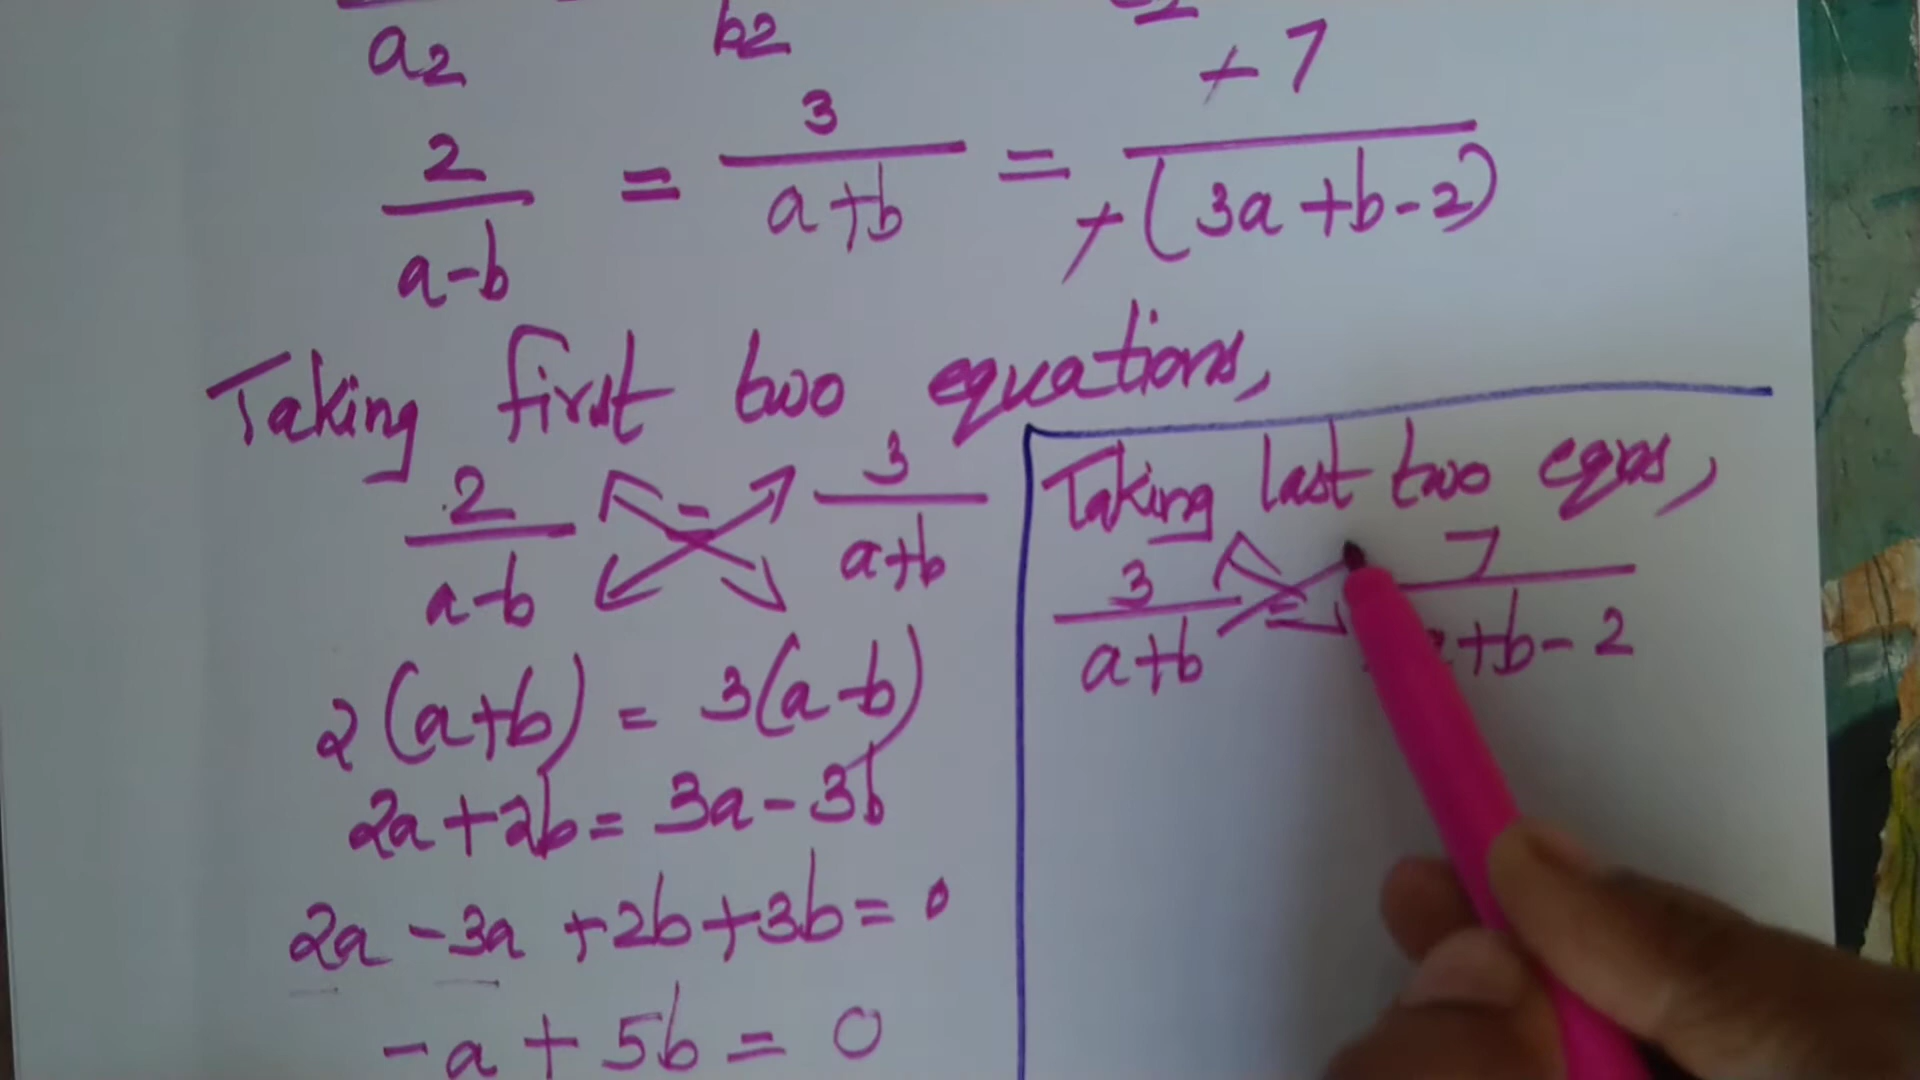 a2 b2
+ 7
2 = 3 =
a-b a+b +(3a+b-2)
Taking first two equations,
2 = 3
a-b a+b
2(a+b) = 3(a-b)
2a+2b= 3a-3b
2a -3a +2b+3b= 0
-a + 5b = 0
Taking last two eqns,
3 = 7
a+b a+b-2